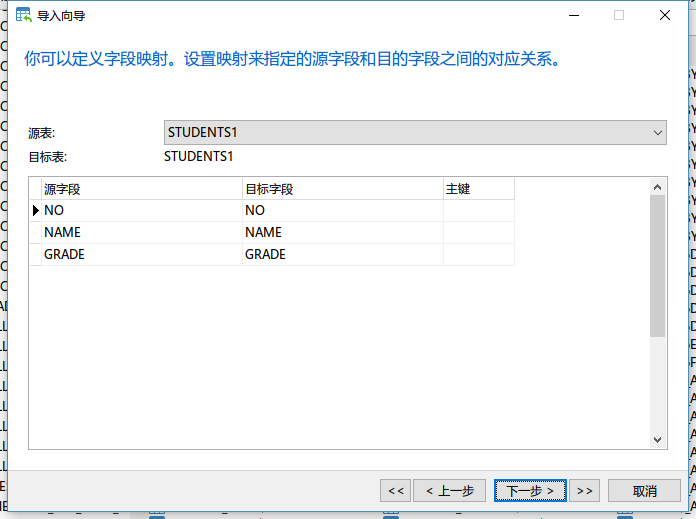 导入向导
你可以定义字段映射。设置映射来指定的源字段和目的字段之间的对应关系。
源表: STUDENTS1
目标表: STUDENTS1
源字段 目标字段 主键
NO NO
NAME NAME
GRADE GRADE
<< < 上一步 下一步 > >> 取消